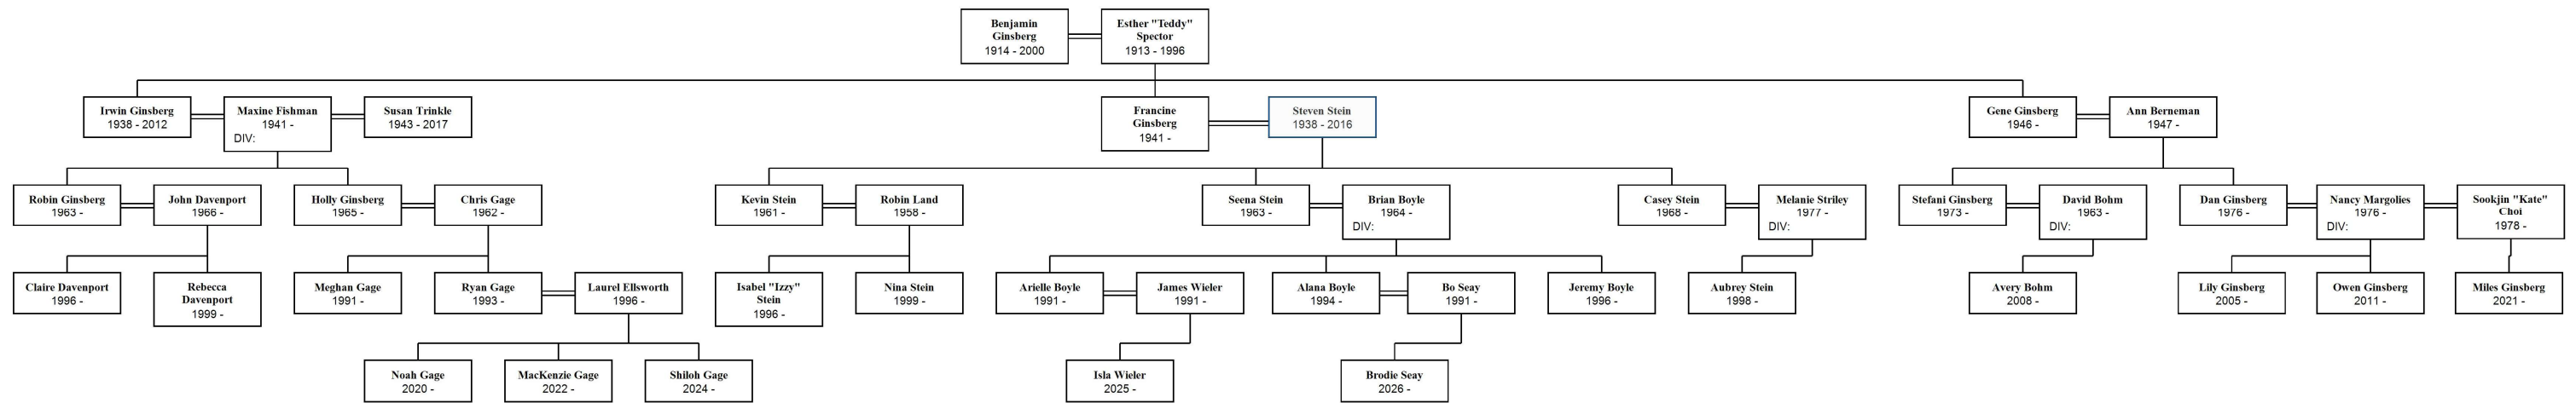 Benjamin
Ginsberg
1914 - 2000
Esther "Teddy"
Spector
1913 - 1996
Irwin Ginsberg
1938 - 2012
Maxine Fishman
1941 -
DIV:
Susan Trinkle
1943 - 2017
Francine
Ginsberg
1941 -
Steven Stein
1938 - 2016
Gene Ginsberg
1946 -
Ann Berneman
1947 -
Robin Ginsberg
1963 -
John Davenport
1966 -
Holly Ginsberg
1965 -
Chris Gage
1962 -
Kevin Stein
1961 -
Robin Land
1958 -
Seena Stein
1963 -
Brian Boyle
1964 -
DIV:
Casey Stein
1968 -
Melanie Striley
1977 -
DIV:
Stefani Ginsberg
1973 -
David Bohm
1963 -
DIV:
Dan Ginsberg
1976 -
Nancy Margolies
1976 -
DIV:
Sookjin "Kate"
Choi
1978 -
Claire Davenport
1996 -
Rebecca
Davenport
1999 -
Meghan Gage
1991 -
Ryan Gage
1993 -
Laurel Ellsworth
1996 -
Isabel "Izzy"
Stein
1996 -
Nina Stein
1999 -
Arielle Boyle
1991 -
James Wieler
1991 -
Alana Boyle
1994 -
Bo Seay
1991 -
Jeremy Boyle
1996 -
Aubrey Stein
1998 -
Avery Bohm
2008 -
Lily Ginsberg
2005 -
Owen Ginsberg
2011 -
Miles Ginsberg
2021 -
Noah Gage
2020 -
MacKenzie Gage
2022 -
Shiloh Gage
2024 -
Isla Wieler
2025 -
Brodie Seay
2026 -